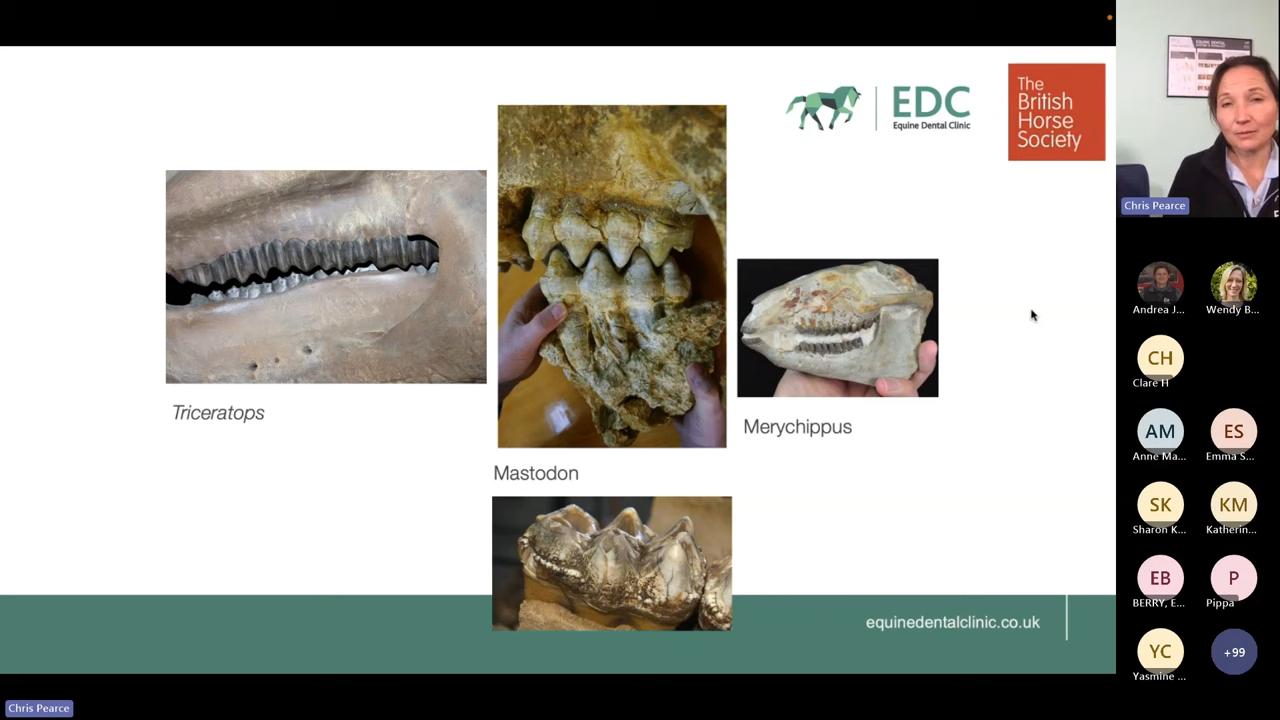 EDC
Equine Dental Clinic
The
British
Horse
Society
Triceratops
Mastodon
Merychippus
equinedentalclinic.co.uk
Chris Pearce
Andrea J...
Wendy B...
CH
Clare H
AM
Anne Ma...
ES
Emma S...
SK
Sharon K...
KM
Katherin...
EB
BERRY, E...
P
Pippa
YC
Yasmine ...
+99
Chris Pearce